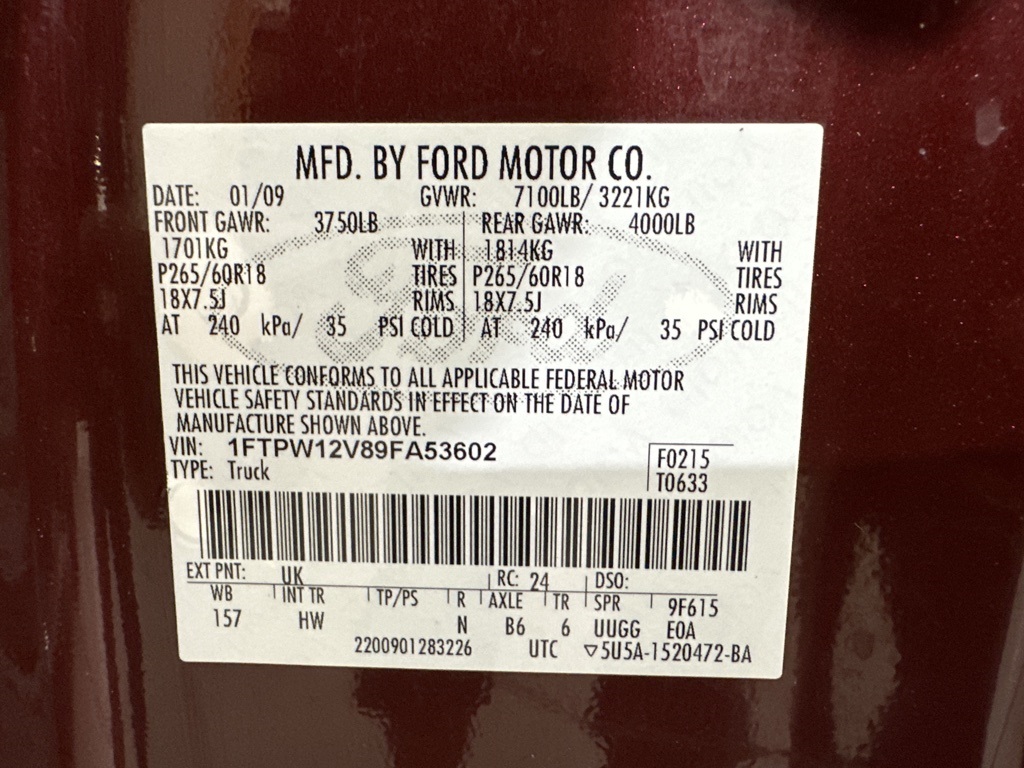 MFD. BY FORD MOTOR CO.
DATE: 01/09 GVWR: 7100LB/ 3221KG
FRONT GAWR: 3750LB REAR GAWR: 4000LB
1701KG WITH 1814KG WITH
P265/60R18 TIRES P265/60R18 TIRES
18X7.5J RIMS 18X7.5J RIMS
AT 240 kPa/ 35 PSI COLD AT 240 kPa/ 35 PSI COLD
Ford
THIS VEHICLE CONFORMS TO ALL APPLICABLE FEDERAL MOTOR
VEHICLE SAFETY STANDARDS IN EFFECT ON THE DATE OF
MANUFACTURE SHOWN ABOVE.
VIN: 1FTPW12V89FA53602
TYPE: Truck
F0215
T0633
EXT PNT: UK RC: 24 DSO:
WB INT TR TP/PS R AXLE TR SPR 9F615
157 HW N B6 6 UUGG E0A
2200901283226 UTC ▽5U5A-1520472-BA